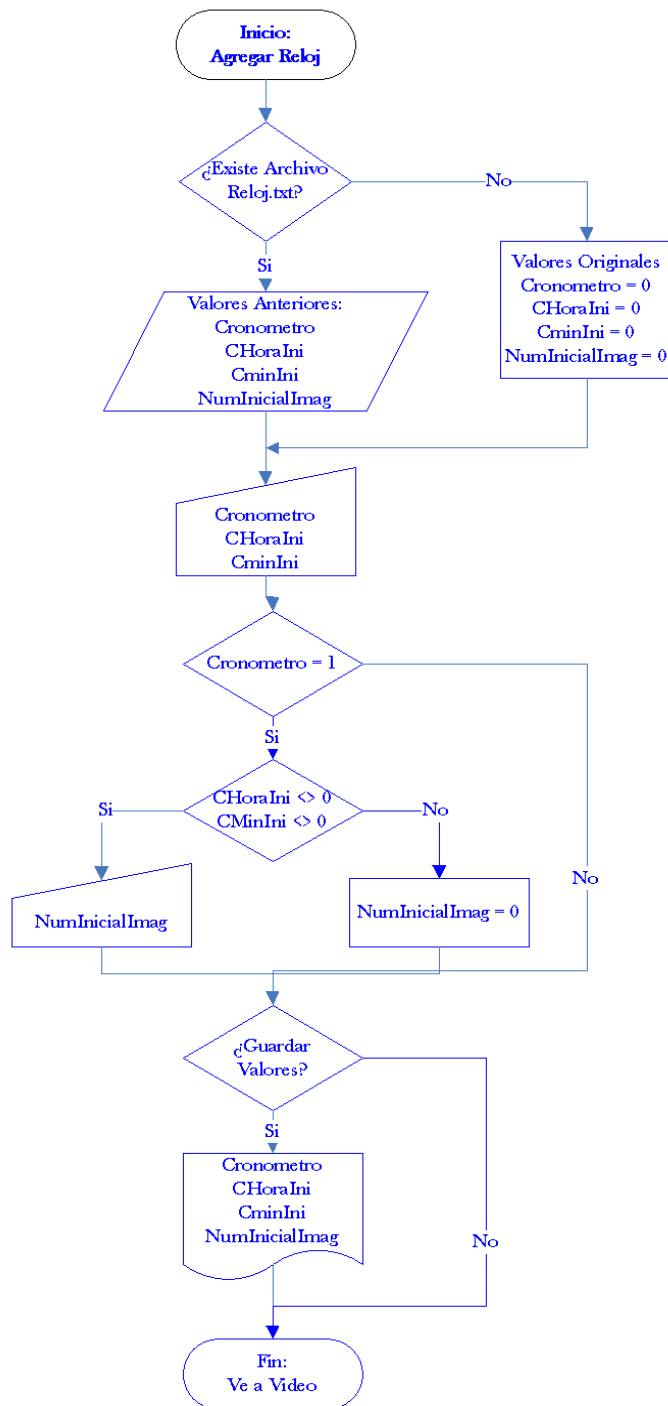 Inicio:
Agregar Reloj
¿Existe Archivo
Reloj.txt?
No
Si
Valores Originales
Cronometro = 0
CHoraIni = 0
CminIni = 0
NumInicialImag = 0
Valores Anteriores:
Cronometro
CHoraIni
CminIni
NumInicialImag
Cronometro
CHoraIni
CminIni
Cronometro = 1
Si
CHoraIni <> 0
CMinIni <> 0
Si
No
No
NumInicialImag
NumInicialImag = 0
¿Guardar
Valores?
Si
Cronometro
CHoraIni
CminIni
NumInicialImag
No
Fin:
Ve a Video